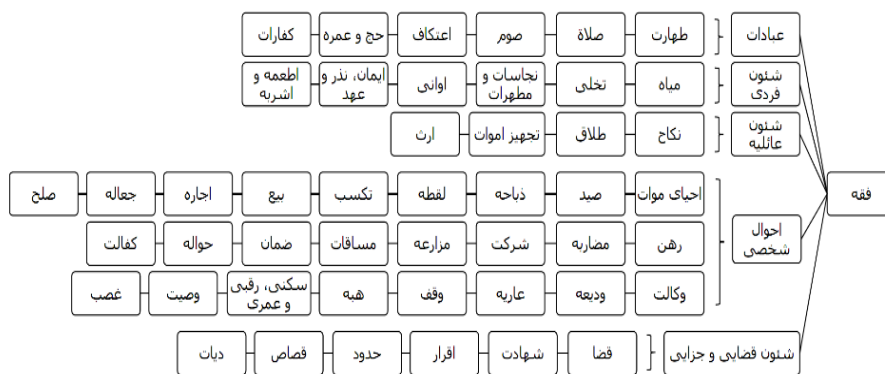 فقه
عبادات
طهارت
صلاة
صوم
اعتکاف
حج و عمره
کفارات
شئون
فردی
میاه
تخلی
نجاسات و
مطهرات
اوانی
ایمان، نذر و
عهد
اطعمه و
اشربه
شئون
عائلیه
نکاح
طلاق
تجهیز اموات
ارث
احوال
شخصی
احیای موات
صید
ذباحه
لقطه
تکسب
بیع
اجاره
جعاله
صلح
رهن
مضاربه
شرکت
مزارعه
مساقات
ضمان
حواله
کفالت
وکالت
ودیعه
عاریه
وقف
هبه
سکنی، رقبی
و عمری
وصیت
غصب
شئون قضایی و جزایی
قضا
شهادت
اقرار
حدود
قصاص
دیات